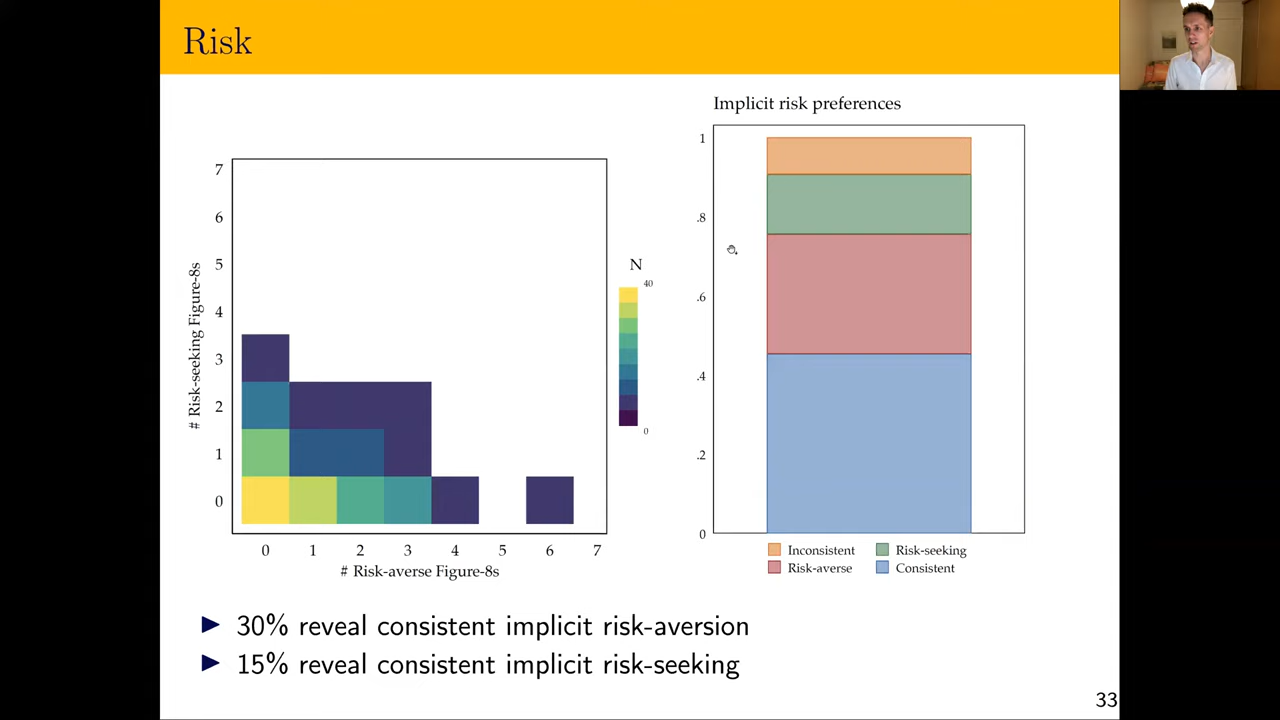 Risk
Implicit risk preferences
7
6
5
4
3
2
1
0
# Risk-seeking Figure-8s
0 1 2 3 4 5 6 7
# Risk-averse Figure-8s
N
40
0
1
.8
.6
.4
.2
0
Inconsistent Risk-seeking
Risk-averse Consistent
30% reveal consistent implicit risk-aversion
15% reveal consistent implicit risk-seeking
33